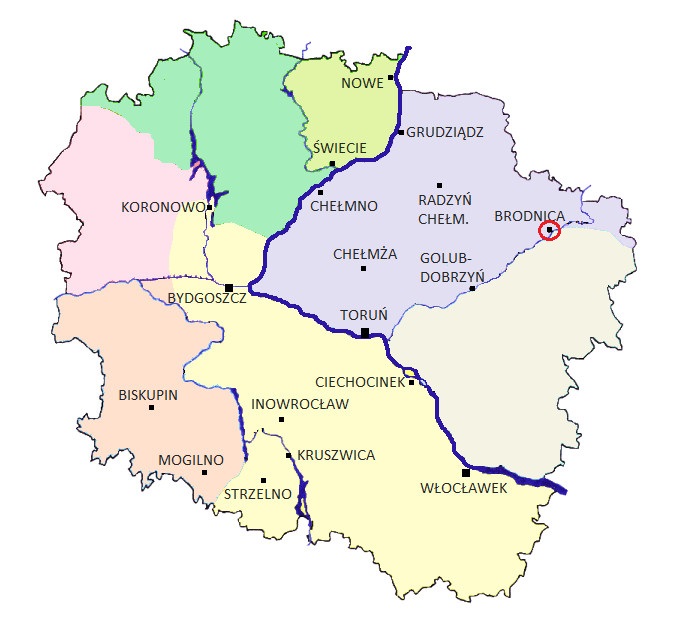 NOWE
GRUDZIĄDZ
ŚWIECIE
RADZYŃ
CHEŁM.
CHEŁMNO
KORONOWO
BRODNICA
CHEŁMŻA
GOLUB-
DOBRZYŃ
BYDGOSZCZ
TORUŃ
CIECHOCINEK
BISKUPIN
INOWROCŁAW
KRUSZWICA
MOGILNO
STRZELNO
WŁOCŁAWEK